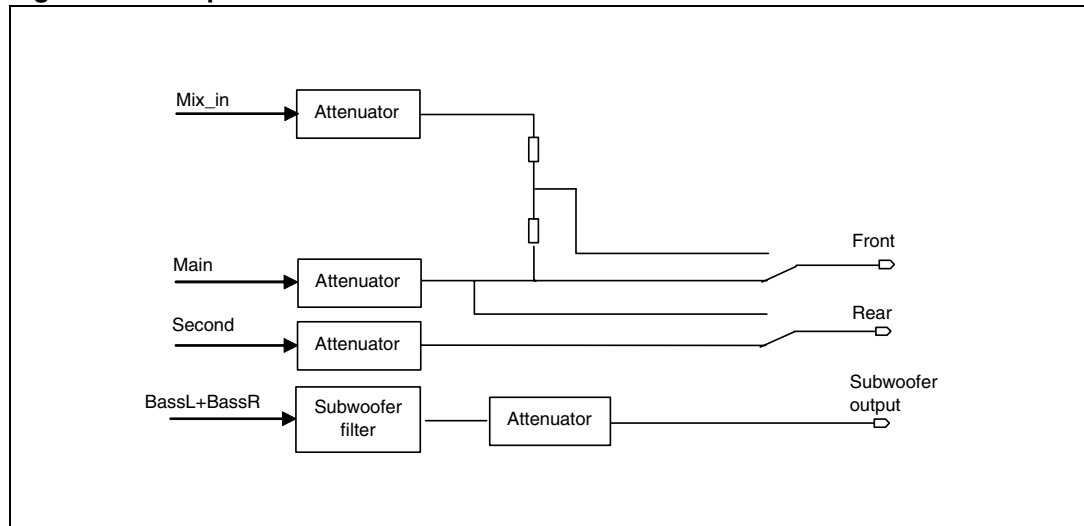 Mix_in
Attenuator
Front
Main
Attenuator
Rear
Second
Attenuator
Subwoofer
output
BassL+BassR
Subwoofer
filter
Attenuator